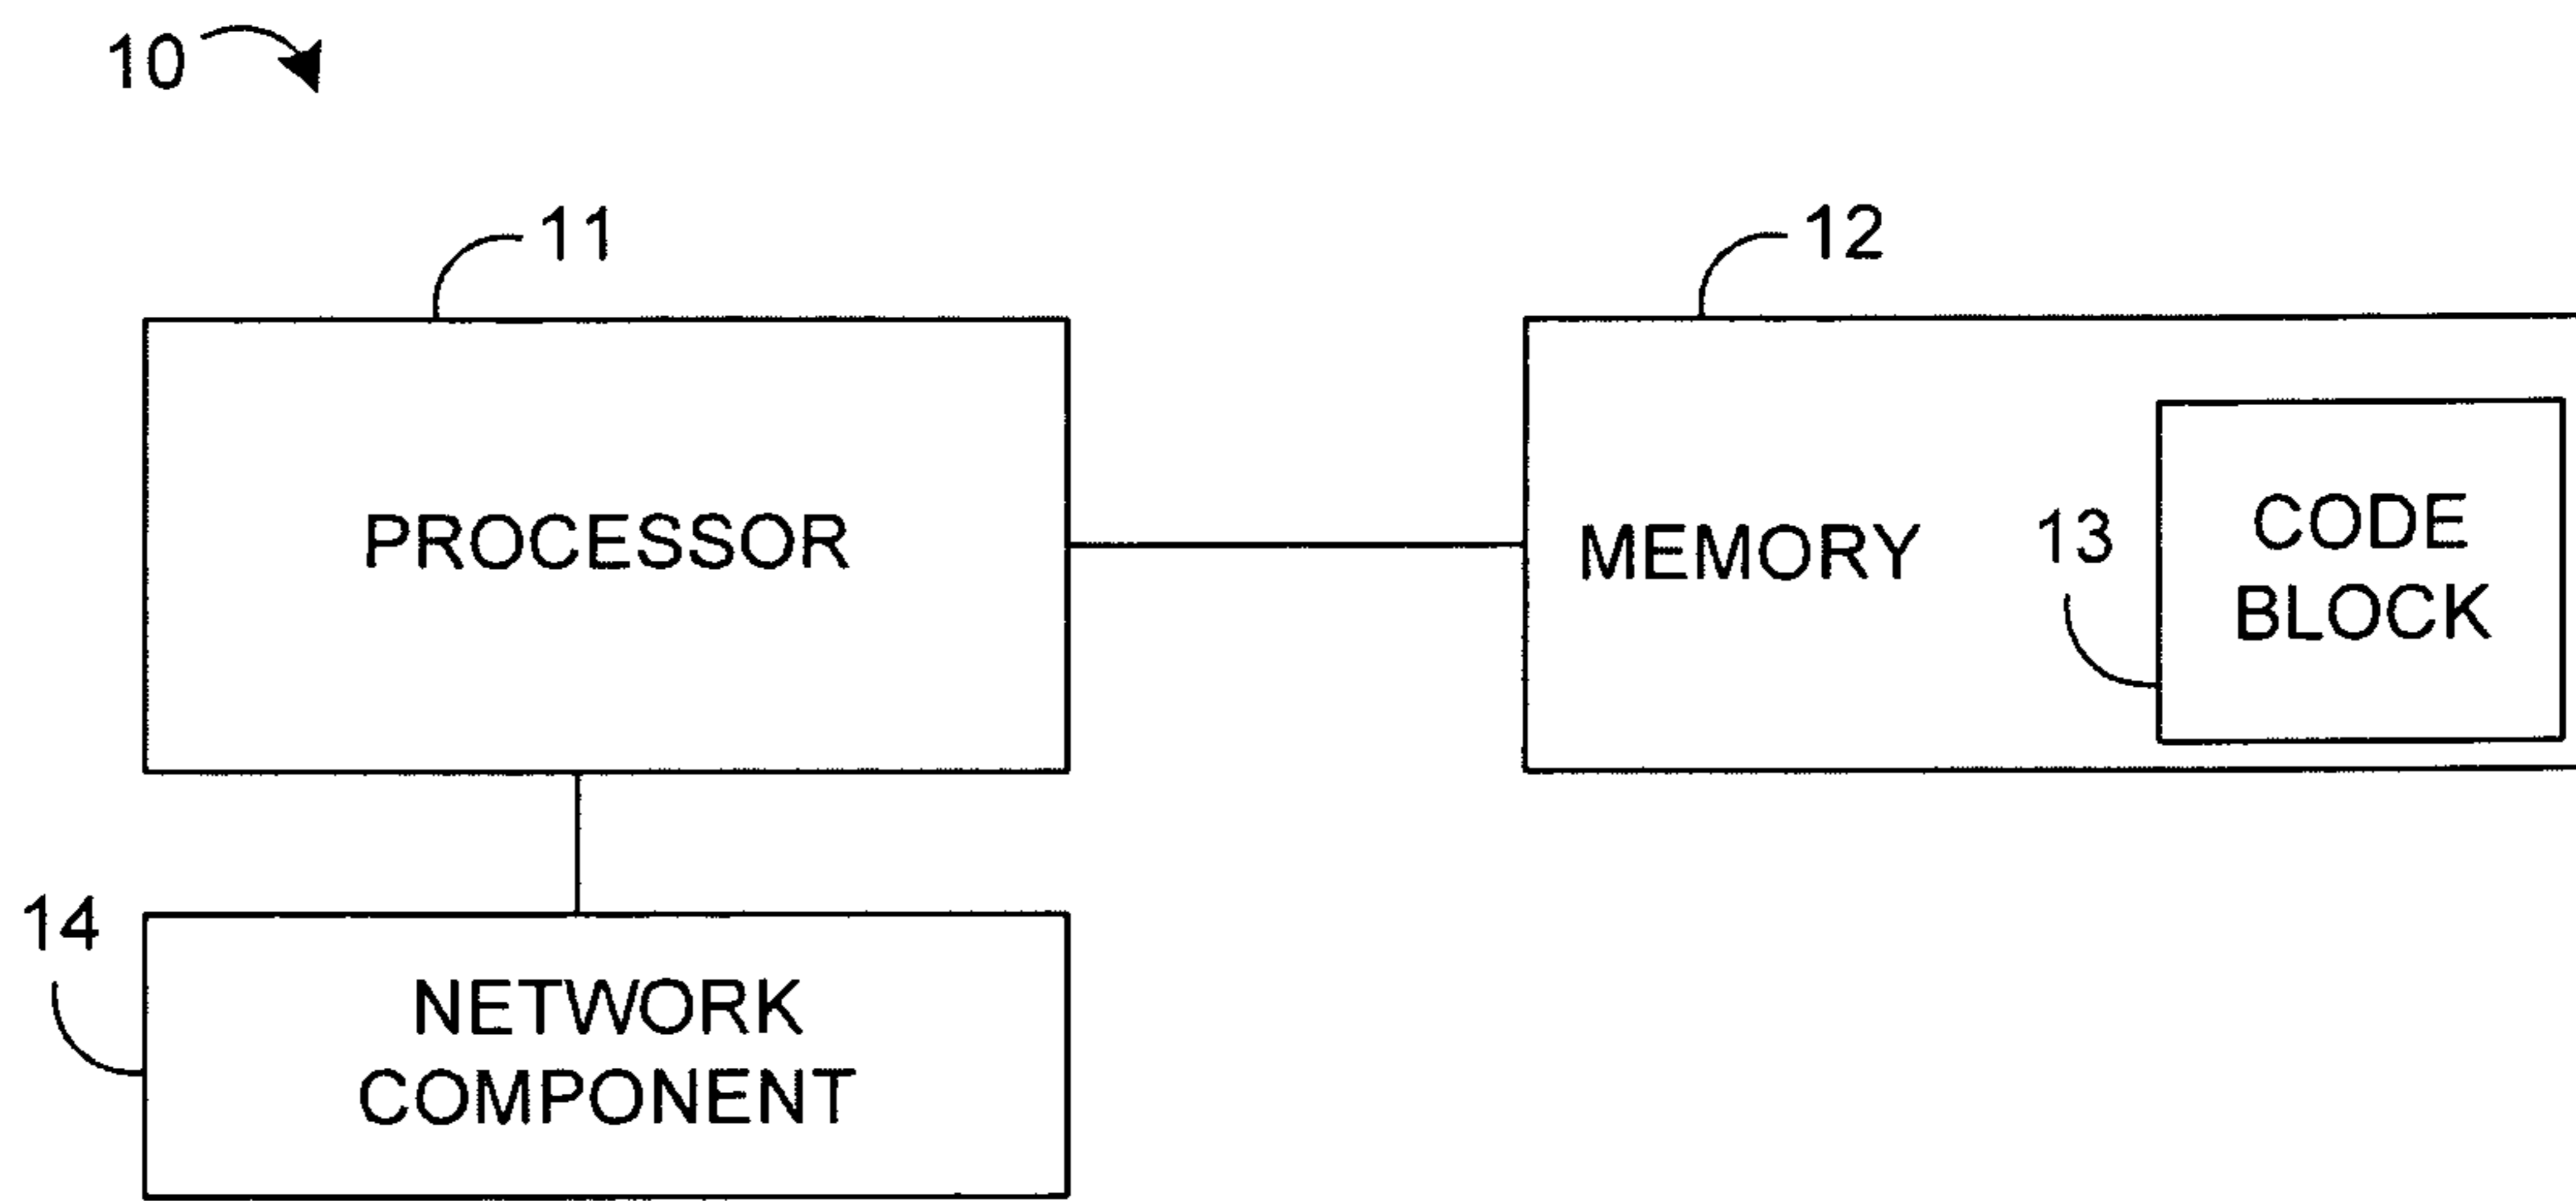 10
11
12
PROCESSOR
MEMORY
13
CODE
BLOCK
14
NETWORK
COMPONENT